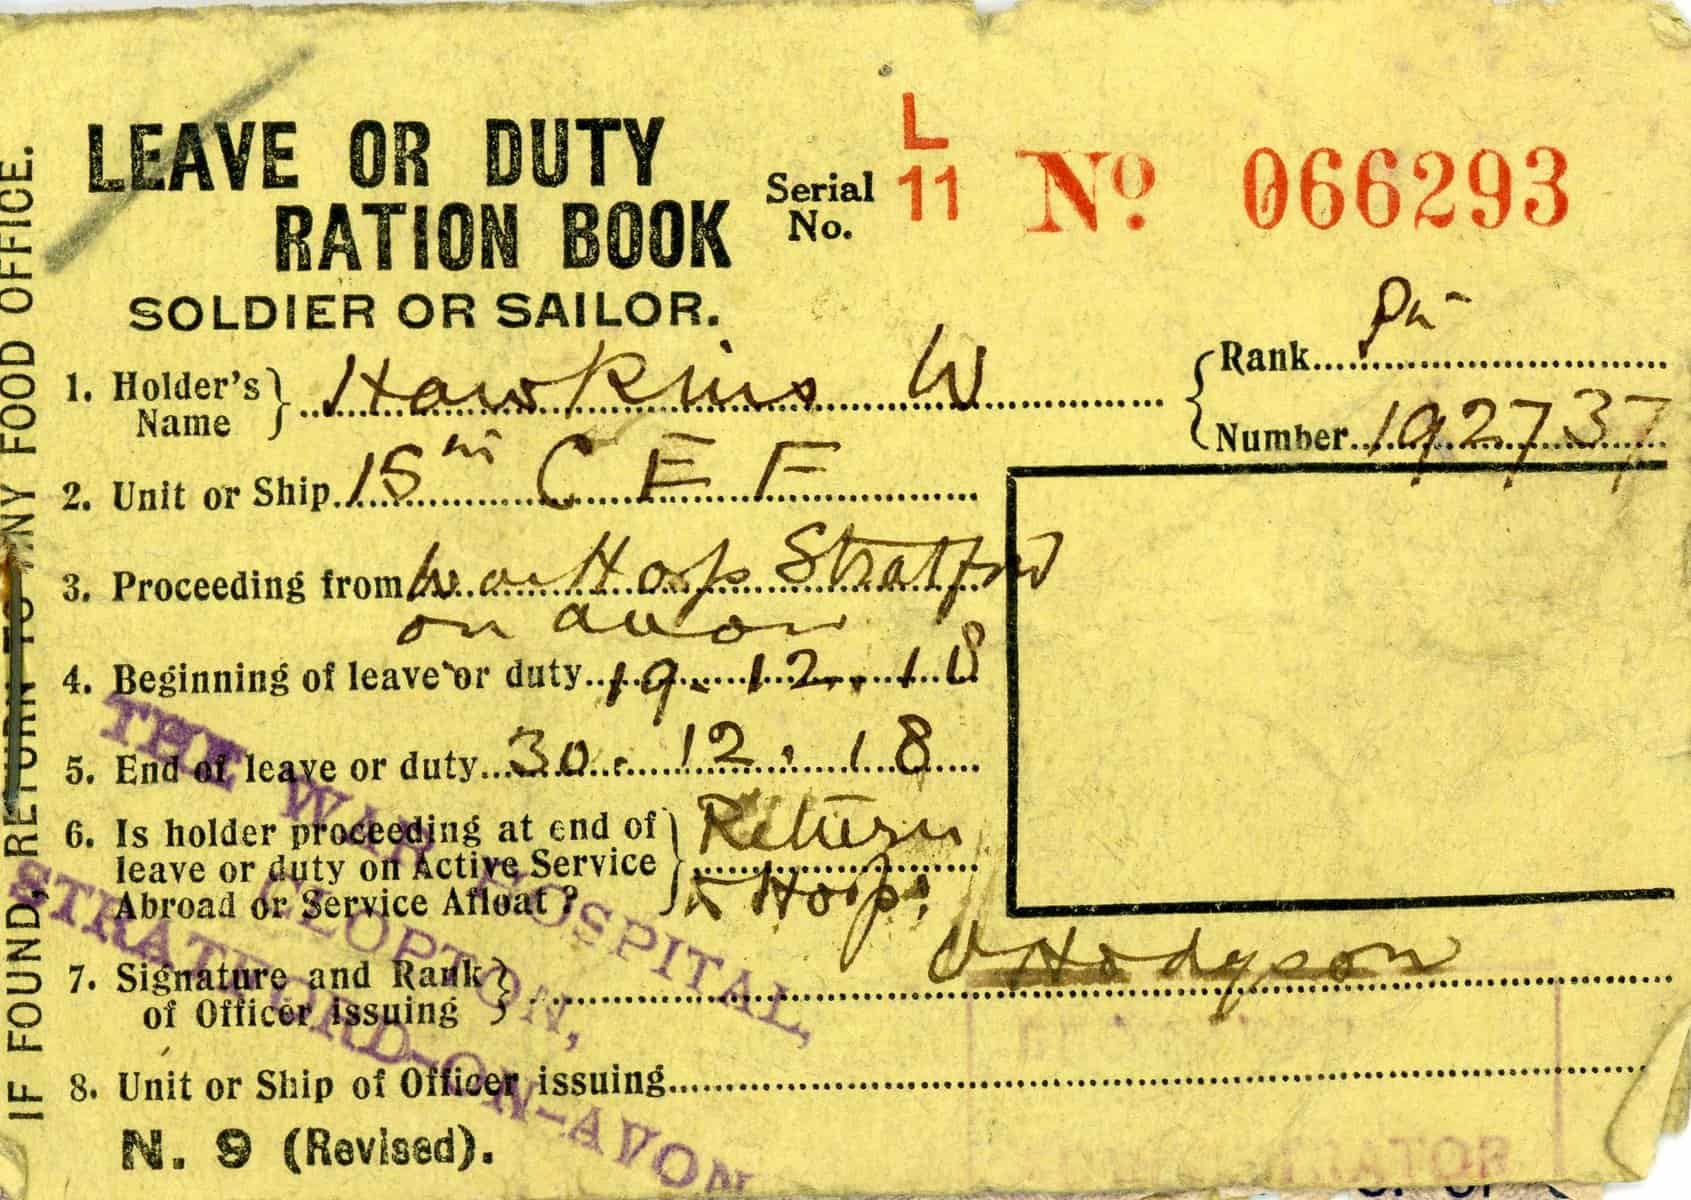 LEAVE OR DUTY
RATION BOOK
SOLDIER OR SAILOR.
Serial No. L 11 No 066293
1. Holder's Name Hawkins W
Rank Pte
Number 192737
2. Unit or Ship 15th C E F
3. Proceeding from War Hosp Stratford
on avon
4. Beginning of leave or duty 19.12.18
5. End of leave or duty 30.12.18
6. Is holder proceeding at end of
leave or duty on Active Service
Abroad or Service Afloat? Return
to Hosp!
7. Signature and Rank
of Officer issuing Hodgson
8. Unit or Ship of Officer issuing
N. 9 (Revised).
IF FOUND, RETURN TO ANY FOOD OFFICE.
THE WAR HOSPITAL,
CLOPTON,
STRATFORD-ON-AVON